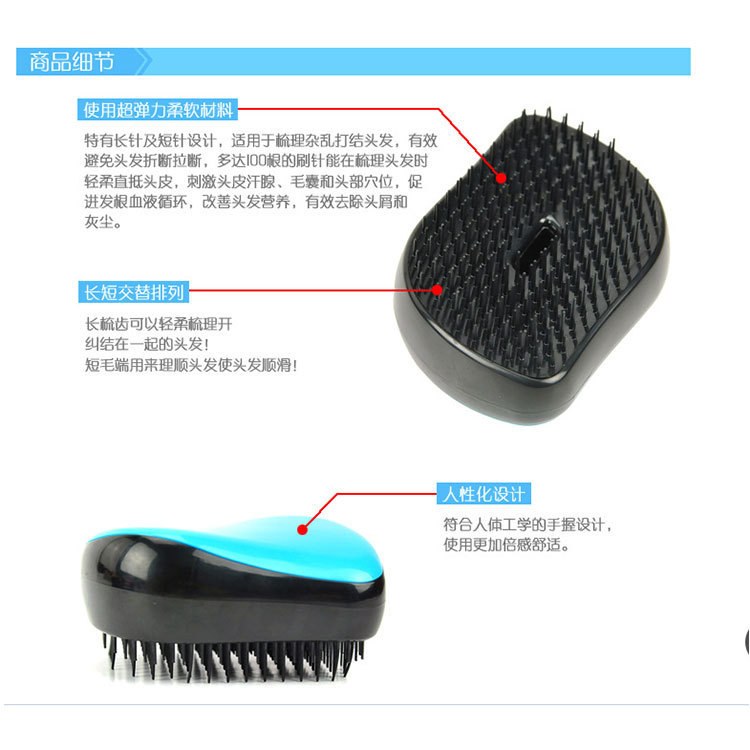 商品细节
使用超弹力柔软材料
特有长针及短针设计，适用于梳理杂乱打结头发，有效
避免头发折断拉断，多达100根的刷针能在梳理头发时
轻柔直抵头皮，刺激头皮汗腺、毛囊和头部穴位，促
进发根血液循环，改善头发营养，有效去除头屑和
灰尘。
长短交替排列
长梳齿可以轻柔梳理开
纠结在一起的头发！
短毛端用来理顺头发使头发顺滑！
人性化设计
符合人体工学的手握设计，
使用更加倍感舒适。